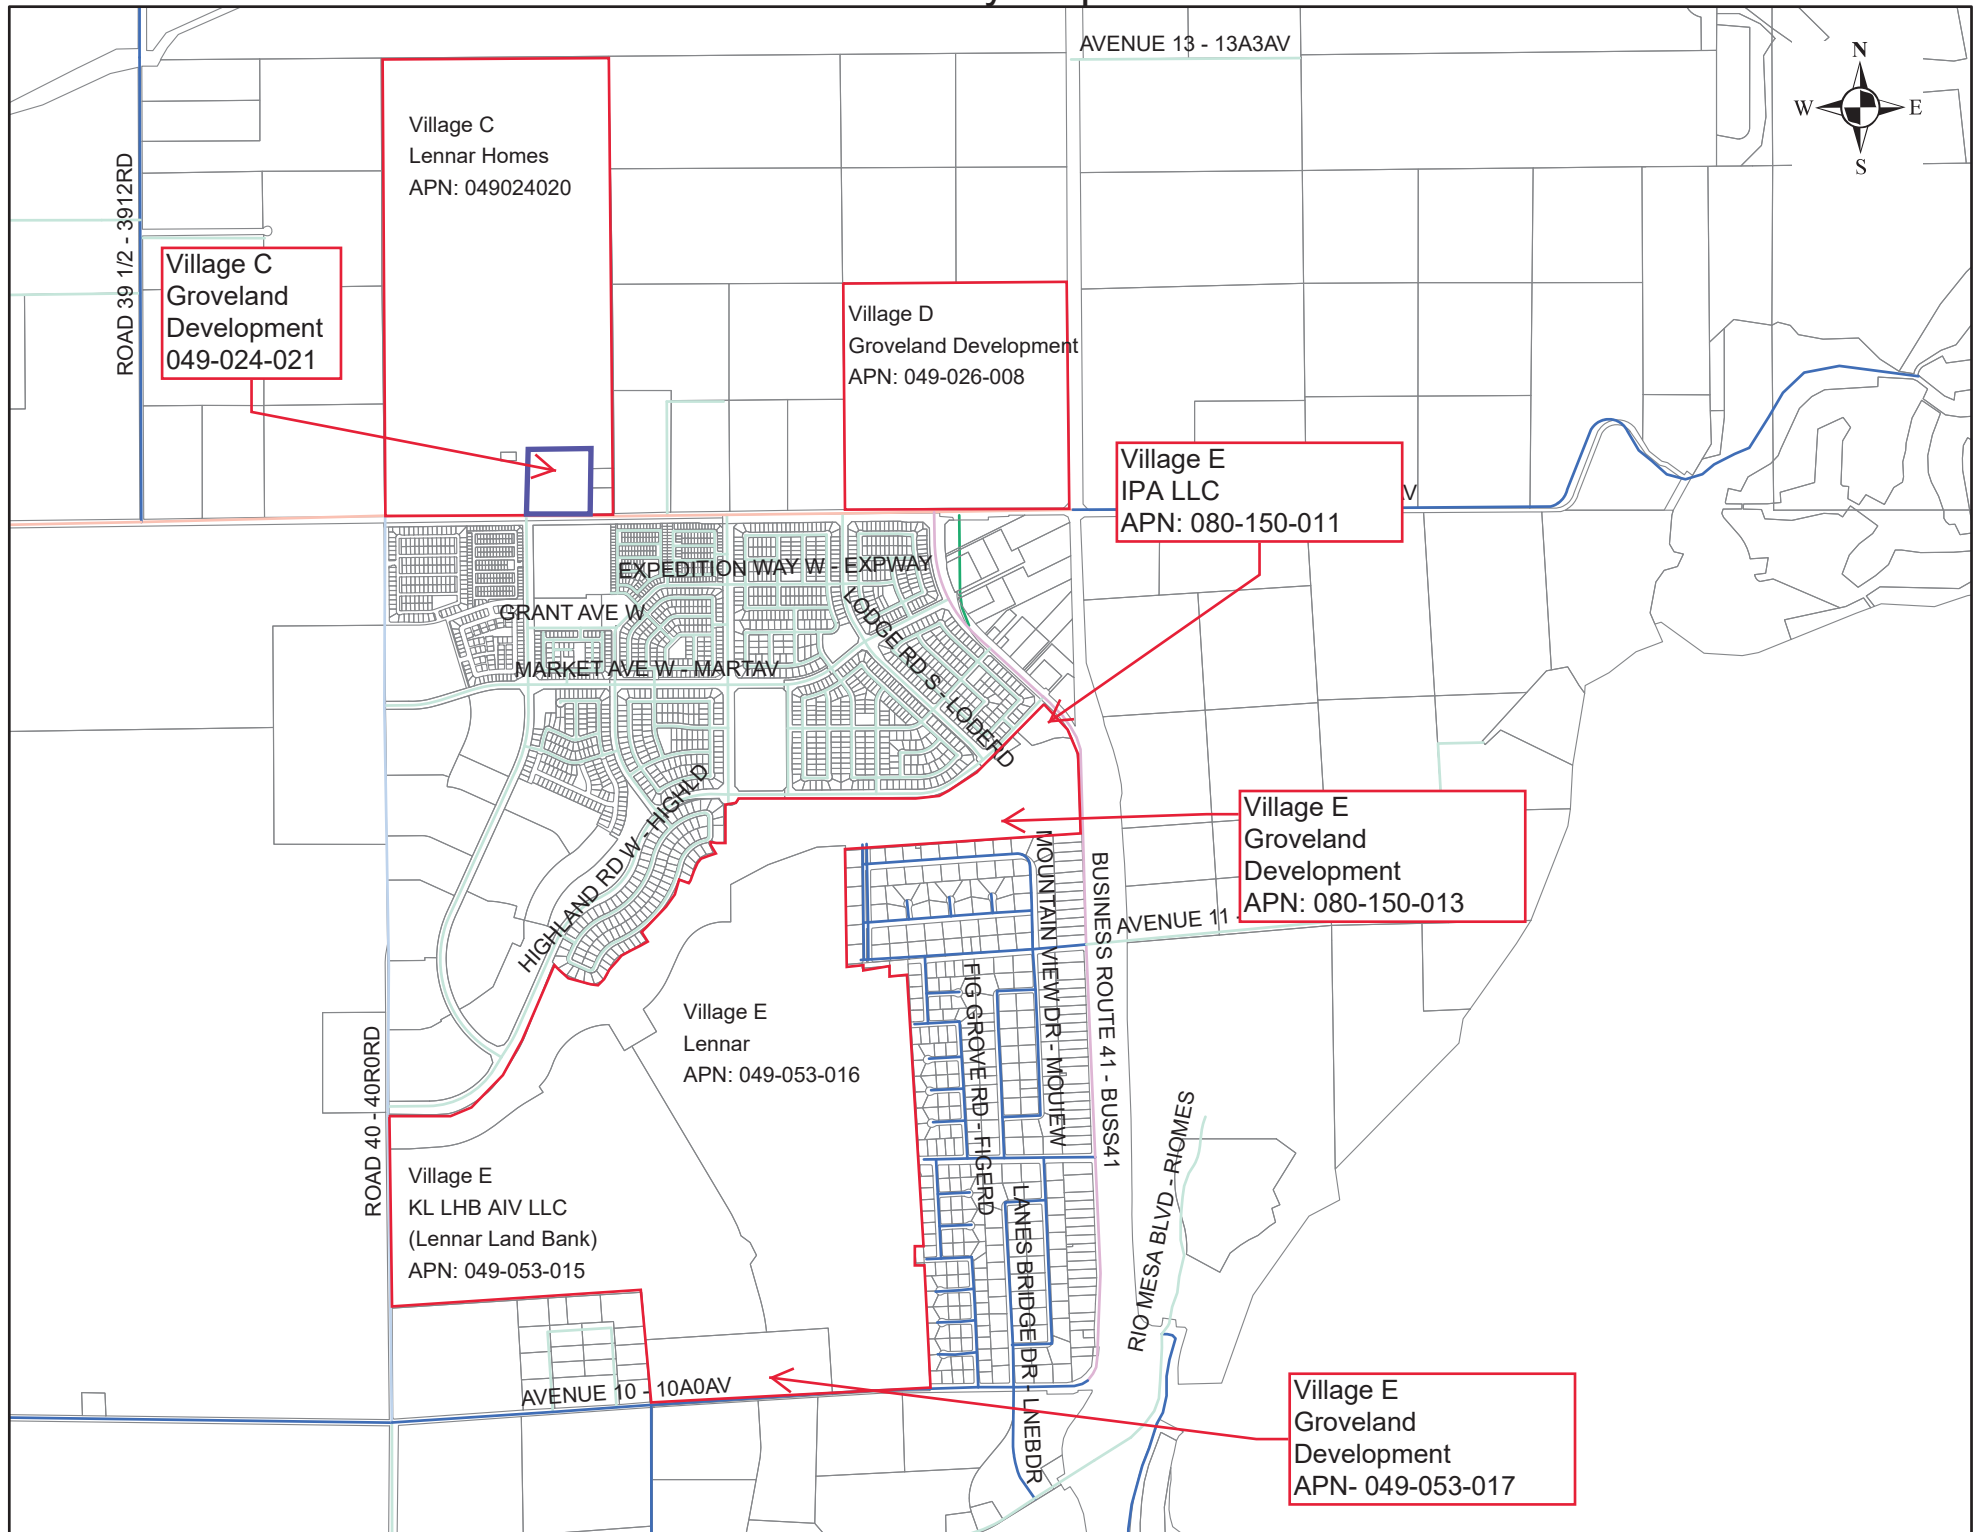 AVENUE 13 - 13A3AV
N
W
E
S
Village C
Lennar Homes
APN: 049024020
ROAD 39 1/2 - 3912RD
Village C
Groveland
Development
049-024-021
Village D
Groveland Development
APN: 049-026-008
Village E
IPA LLC
APN: 080-150-011
V
EXPEDITION WAY W - EXPWAY
GRANT AVE W
LODGE RD S - LODERD
MARKET AVE W - MARTAV
HIGHLAND RD W - HIGHLD
Village E
Groveland
Development
APN: 080-150-013
MOUNTAIN VIEW DR - MOUIEW
BUSINESS ROUTE 41 - BUSS41
AVENUE 11 -
FIG GROVE RD - FIGERD
Village E
Lennar
APN: 049-053-016
ROAD 40 - 40R0RD
Village E
KL LHB AIV LLC
(Lennar Land Bank)
APN: 049-053-015
LANES BRIDGE DR - LNEBDR
RIO MESA BLVD - RIOMES
AVENUE 10 - 10A0AV
Village E
Groveland
Development
APN- 049-053-017